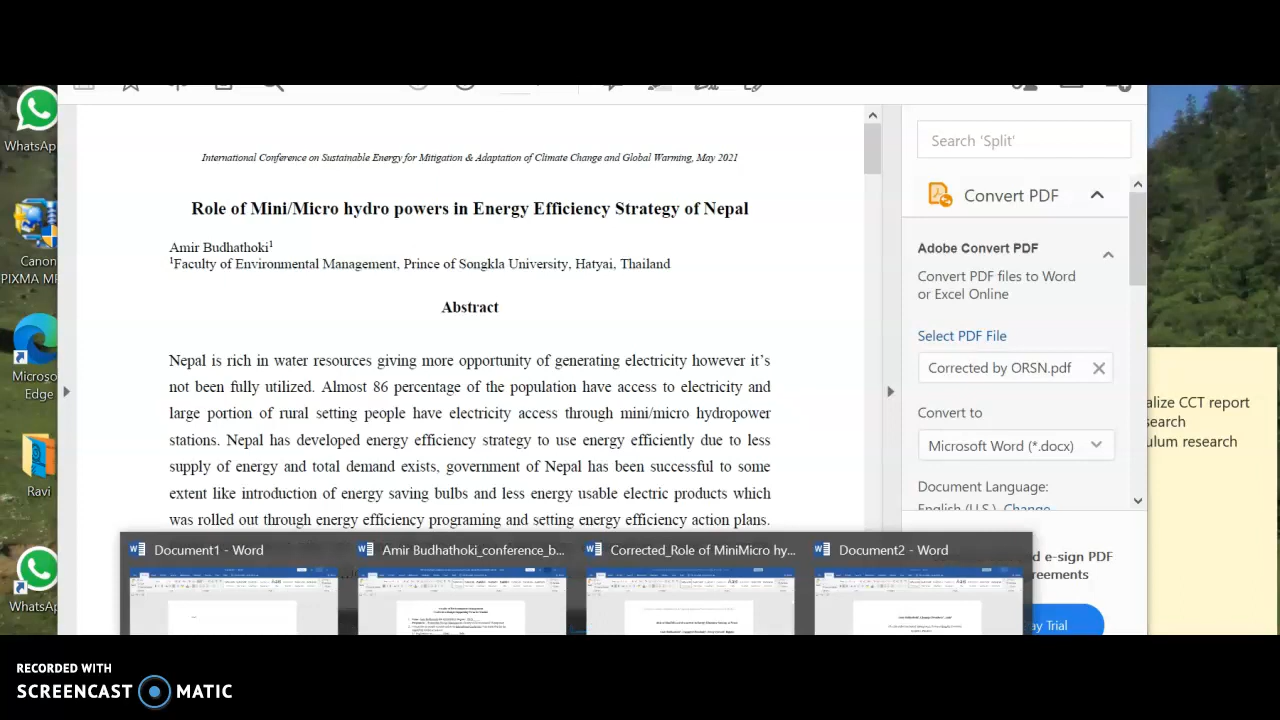 WhatsAp
Canon
PIXMA MP
Microso
Edge
Ravi
WhatsAp
International Conference on Sustainable Energy for Mitigation & Adaptation of Climate Change and Global Warming, May 2021
Role of Mini/Micro hydro powers in Energy Efficiency Strategy of Nepal
Amir Budhathoki¹
¹Faculty of Environmental Management, Prince of Songkla University, Hatyai, Thailand
Abstract
Nepal is rich in water resources giving more opportunity of generating electricity however it's
not been fully utilized. Almost 86 percentage of the population have access to electricity and
large portion of rural setting people have electricity access through mini/micro hydropower
stations. Nepal has developed energy efficiency strategy to use energy efficiently due to less
supply of energy and total demand exists, government of Nepal has been successful to some
extent like introduction of energy saving bulbs and less energy usable electric products which
was rolled out through energy efficiency programing and setting energy efficiency action plans.
Search 'Split'
Convert PDF
Adobe Convert PDF
Convert PDF files to Word
or Excel Online
Select PDF File
Corrected by ORSN.pdf
Convert to
Microsoft Word (*.docx)
Document Language:
English (U.S.) Change
d e-sign PDF
reements
ay Trial
alize CCT report
search
ulum research
Document1 - Word
Amir Budhathoki_conference_b...
Corrected_Role of MiniMicro hy...
Document2 - Word
RECORDED WITH
SCREENCAST MATIC